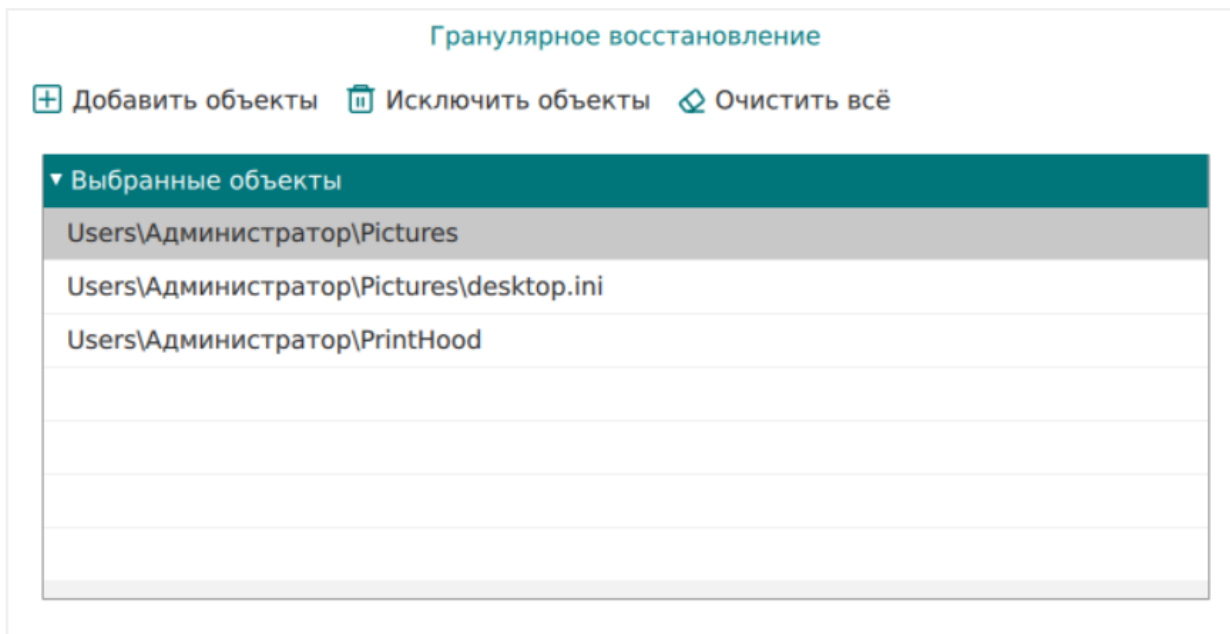 Гранулярное восстановление
Добавить объекты Исключить объекты Очистить всё
Выбранные объекты
Users\Администратор\Pictures
Users\Администратор\Pictures\desktop.ini
Users\Администратор\PrintHood